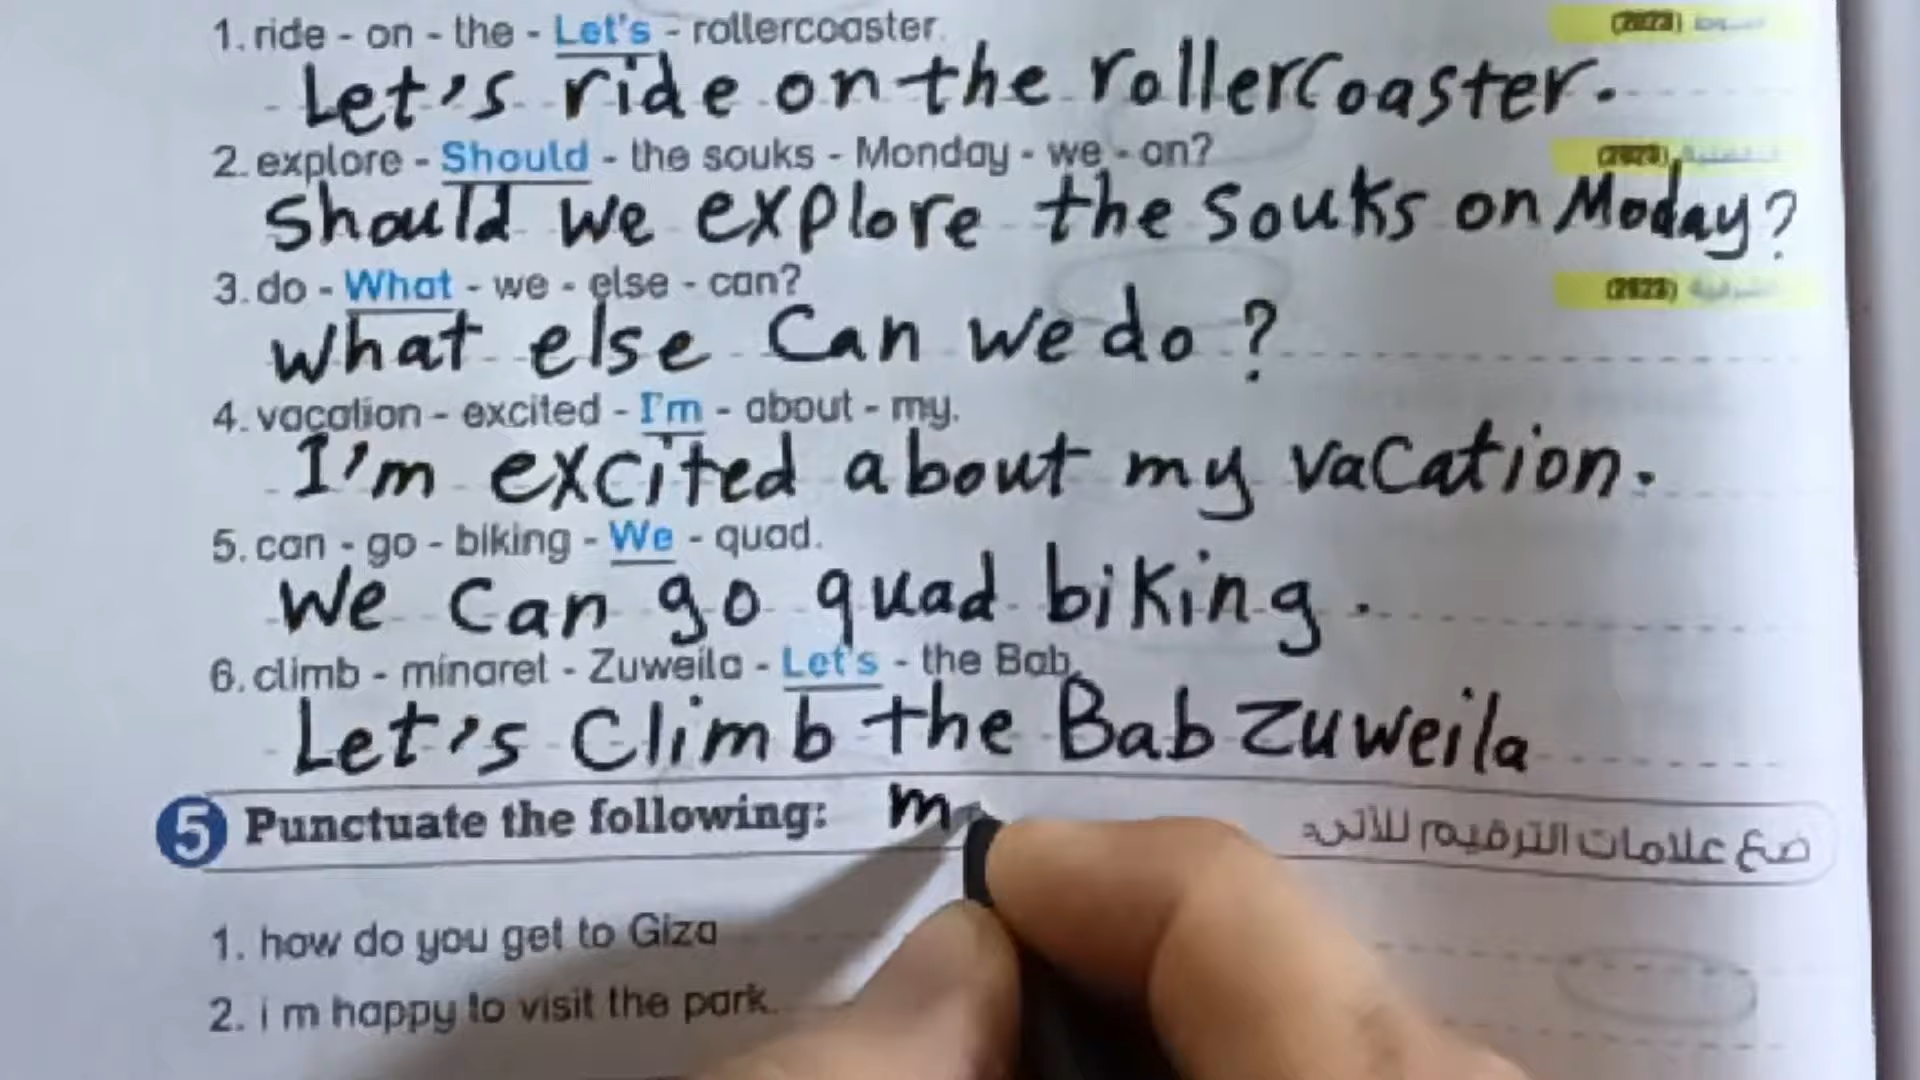 1. ride - on - the - Let's - rollercoaster.
(2023)
Let's ride on the rollercoaster.
2. explore - Should - the souks - Monday - we - on?
(2023)
Should we explore the souks on Moday?
3. do - What - we - else - can?
(2023)
What else can we do?
4. vacation - excited - I'm - about - my.
I'm excited about my vacation.
5. can - go - biking - We - quad.
We can go quad biking.
6. climb - minaret - Zuweila - Let's - the Bab.
Let's climb the Bab Zuweila
m
5 Punctuate the following:
ضع علامات الترقيم للآتى:
1. how do you get to Giza
2. i m happy to visit the park.